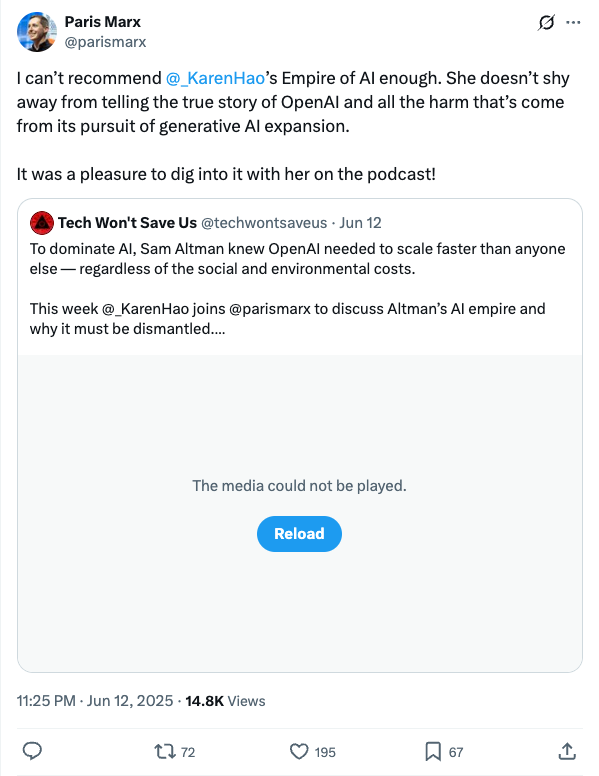 Paris Marx
@parismarx
I can’t recommend @_KarenHao’s Empire of AI enough. She doesn’t shy
away from telling the true story of OpenAI and all the harm that’s come
from its pursuit of generative AI expansion.
It was a pleasure to dig into it with her on the podcast!
Tech Won't Save Us @techwontsaveus · Jun 12
To dominate AI, Sam Altman knew OpenAI needed to scale faster than anyone
else — regardless of the social and environmental costs.
This week @_KarenHao joins @parismarx to discuss Altman’s AI empire and
why it must be dismantled....
The media could not be played.
Reload
11:25 PM · Jun 12, 2025 · 14.8K Views
72 195 67